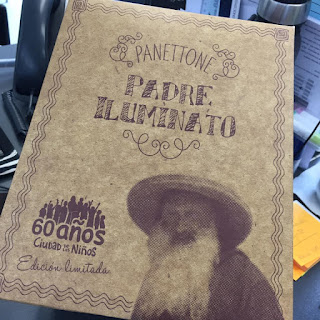 PANETTONE
PADRE
ILUMINATO
60 años
Ciudad de los Niños
Edición limitada